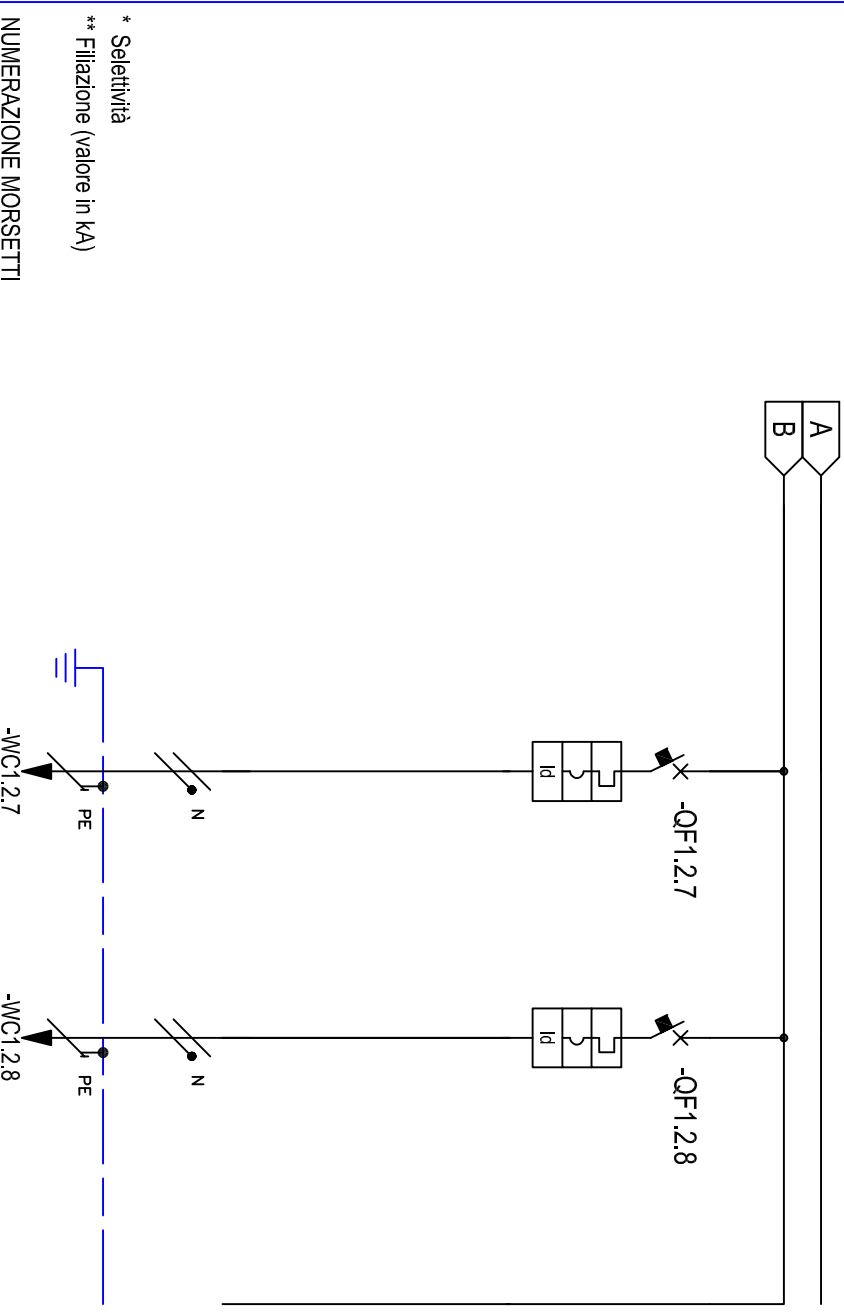 A
B
-QF1.2.7
-QF1.2.8
Id
Id
N
N
PE
PE
* Selettività
** Filiazione (valore in kA)
-WC1.2.7
-WC1.2.8
NUMERAZIONE MORSETTI